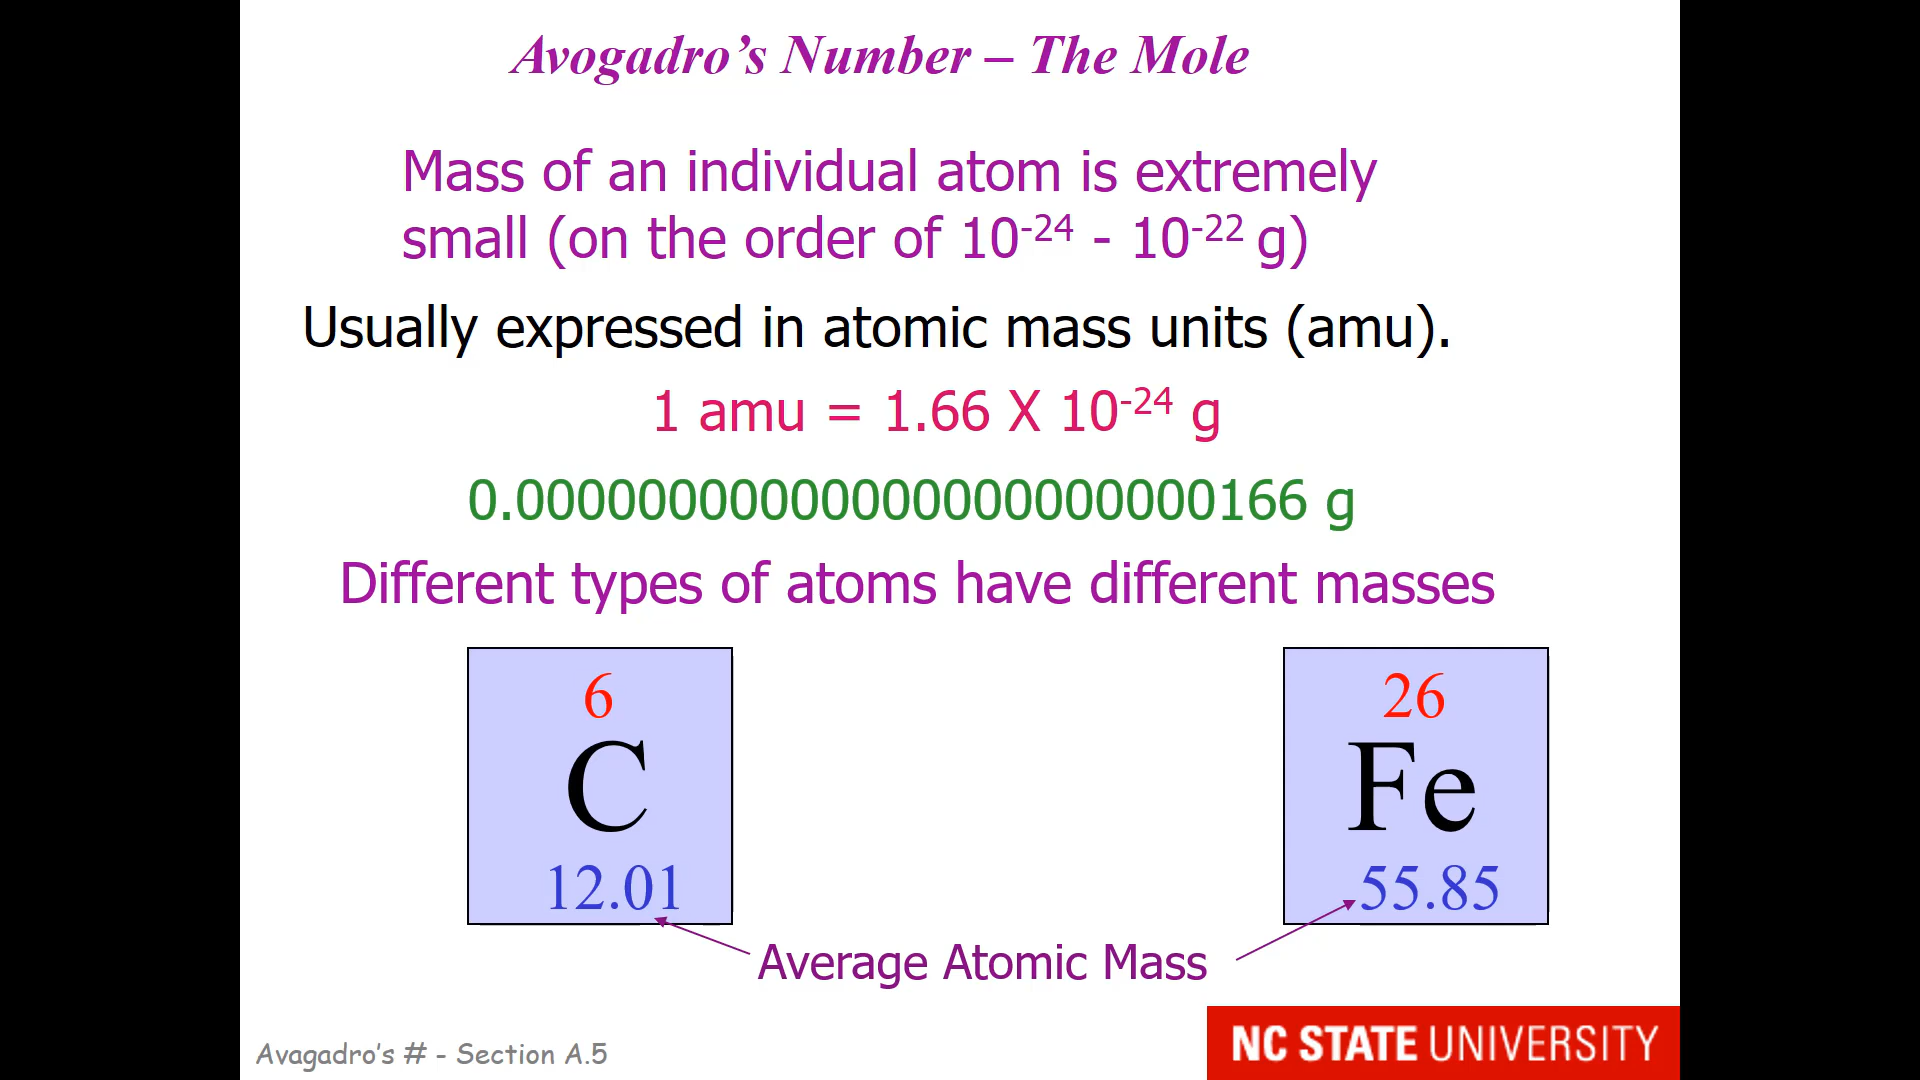 Avogadro’s Number – The Mole
Mass of an individual atom is extremely
small (on the order of 10⁻²⁴ - 10⁻²² g)
Usually expressed in atomic mass units (amu).
1 amu = 1.66 X 10⁻²⁴ g
0.00000000000000000000000166 g
Different types of atoms have different masses
6
C
12.01
26
Fe
55.85
Average Atomic Mass
Avagadro's # - Section A.5
NC STATE UNIVERSITY